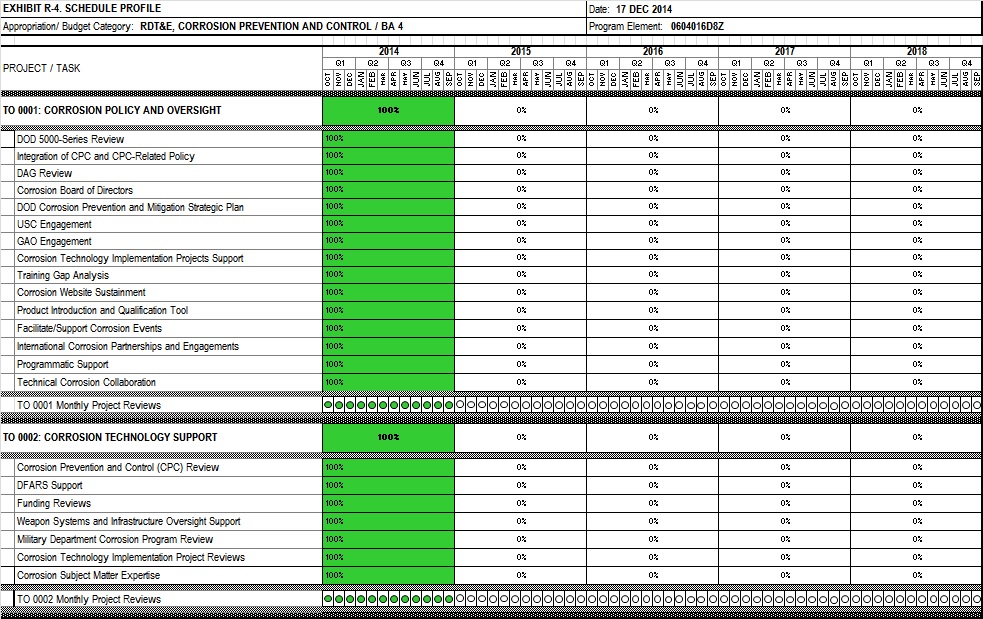 EXHIBIT R-4. SCHEDULE PROFILE Date: 17 DEC 2014
Appropriation/ Budget Category: RDT&E, CORROSION PREVENTION AND CONTROL / BA 4 Program Element: 0604016D8Z
2014 2015 2016 2017 2018
PROJECT / TASK Q1 Q2 Q3 Q4 Q1 Q2 Q3 Q4 Q1 Q2 Q3 Q4 Q1 Q2 Q3 Q4 Q1 Q2 Q3 Q4
OCT NOV DEC JAN FEB MAR APR MAY JUN JUL AUG SEP OCT NOV DEC JAN FEB MAR APR MAY JUN JUL AUG SEP OCT NOV DEC JAN FEB MAR APR MAY JUN JUL AUG SEP OCT NOV DEC JAN FEB MAR APR MAY JUN JUL AUG SEP OCT NOV DEC JAN FEB MAR APR MAY JUN JUL AUG SEP
TO 0001: CORROSION POLICY AND OVERSIGHT 100% 0% 0% 0% 0%
DOD 5000-Series Review 100% 0% 0% 0% 0%
Integration of CPC and CPC-Related Policy 100% 0% 0% 0% 0%
DAG Review 100% 0% 0% 0% 0%
Corrosion Board of Directors 100% 0% 0% 0% 0%
DOD Corrosion Prevention and Mitigation Strategic Plan 100% 0% 0% 0% 0%
USC Engagement 100% 0% 0% 0% 0%
GAO Engagement 100% 0% 0% 0% 0%
Corrosion Technology Implementation Projects Support 100% 0% 0% 0% 0%
Training Gap Analysis 100% 0% 0% 0% 0%
Corrosion Website Sustainment 100% 0% 0% 0% 0%
Product Introduction and Qualification Tool 100% 0% 0% 0% 0%
Facilitate/Support Corrosion Events 100% 0% 0% 0% 0%
International Corrosion Partnerships and Engagements 100% 0% 0% 0% 0%
Programmatic Support 100% 0% 0% 0% 0%
Technical Corrosion Collaboration 100% 0% 0% 0% 0%
TO 0001 Monthly Project Reviews
TO 0002: CORROSION TECHNOLOGY SUPPORT 100% 0% 0% 0% 0%
Corrosion Prevention and Control (CPC) Review 100% 0% 0% 0% 0%
DFARS Support 100% 0% 0% 0% 0%
Funding Reviews 100% 0% 0% 0% 0%
Weapon Systems and Infrastructure Oversight Support 100% 0% 0% 0% 0%
Military Department Corrosion Program Review 100% 0% 0% 0% 0%
Corrosion Technology Implementation Project Reviews 100% 0% 0% 0% 0%
Corrosion Subject Matter Expertise 100% 0% 0% 0% 0%
TO 0002 Monthly Project Reviews